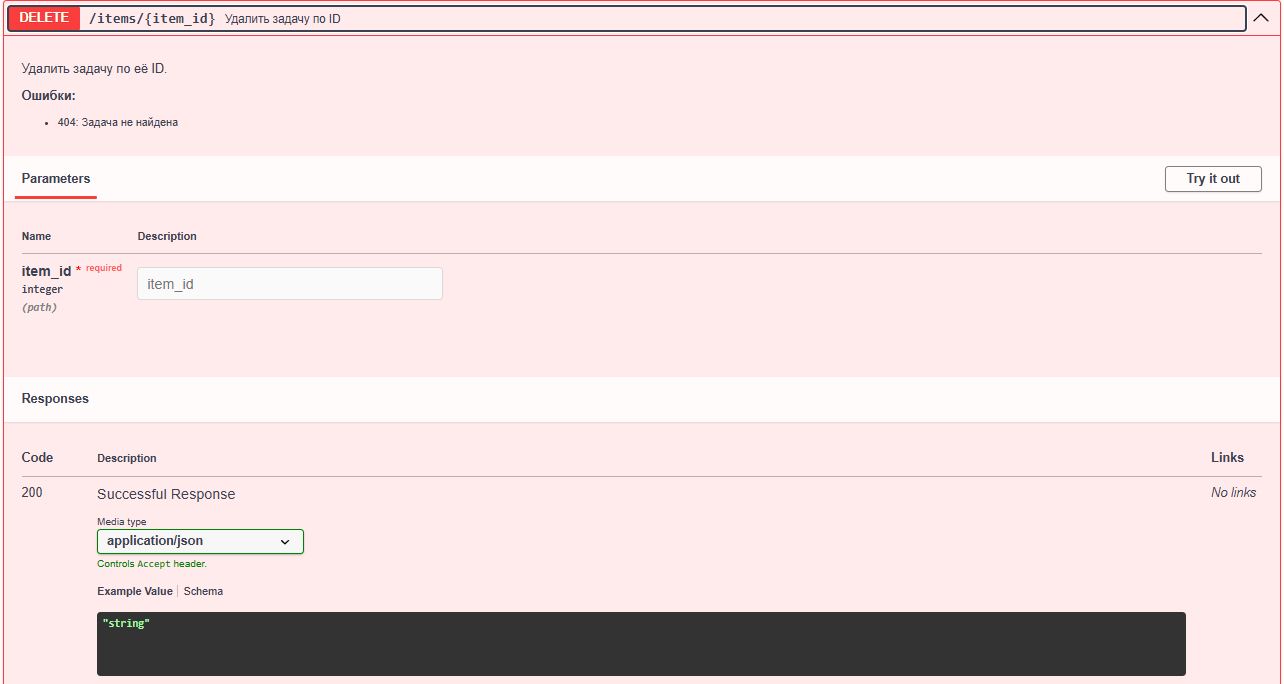 DELETE /items/{item_id} Удалить задачу по ID
Удалить задачу по её ID.
Ошибки:
• 404: Задача не найдена
Parameters Try it out
Name Description
item_id * required item_id
integer
(path)
Responses
Code Description Links
200 Successful Response No links
Media type
application/json
Controls Accept header.
Example Value Schema
"string"